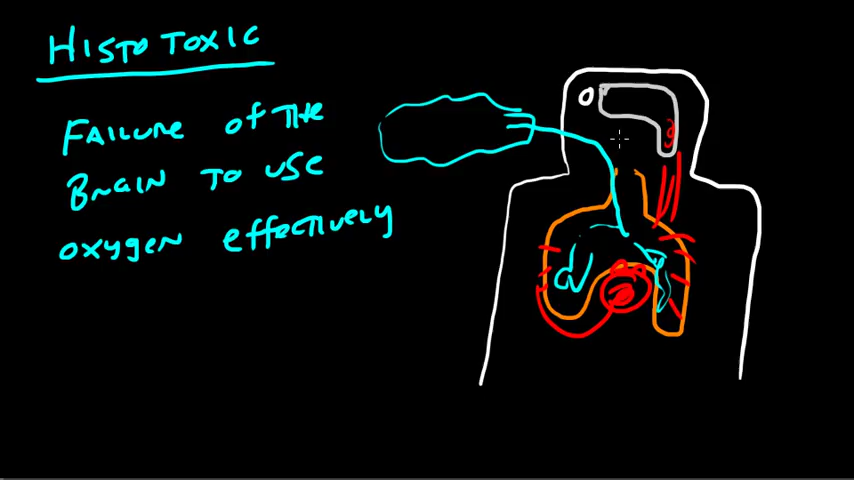 HISTOTOXIC
FAILURE of THE
BRAIN TO USE
OXYGEN effectively